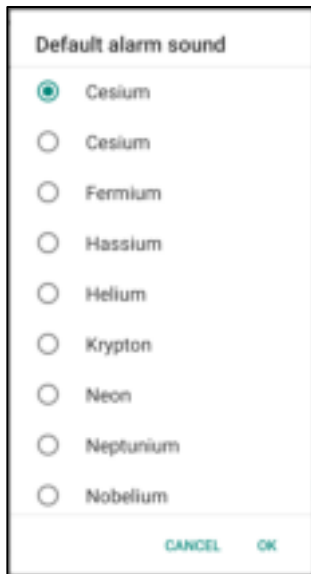 Default alarm sound
Cesium
Cesium
Fermium
Hassium
Helium
Krypton
Neon
Neptunium
Nobelium
CANCEL OK